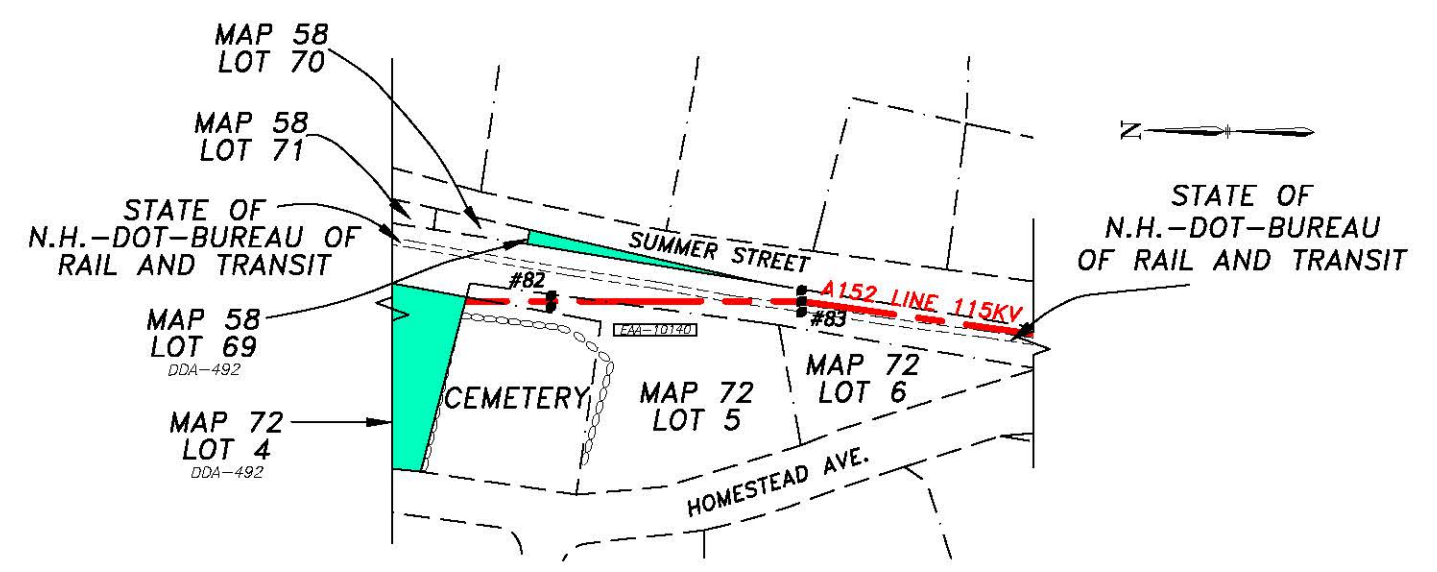 MAP 58
LOT 70
MAP 58
LOT 71
STATE OF
N.H.-DOT-BUREAU OF
RAIL AND TRANSIT
MAP 58
LOT 69
DDA-492
MAP 72
LOT 4
DDA-492
SUMMER STREET
#82
A152 LINE 115KV
#83
EAA-10140
CEMETERY
MAP 72
LOT 5
MAP 72
LOT 6
HOMESTEAD AVE.
N
STATE OF
N.H.-DOT-BUREAU
OF RAIL AND TRANSIT